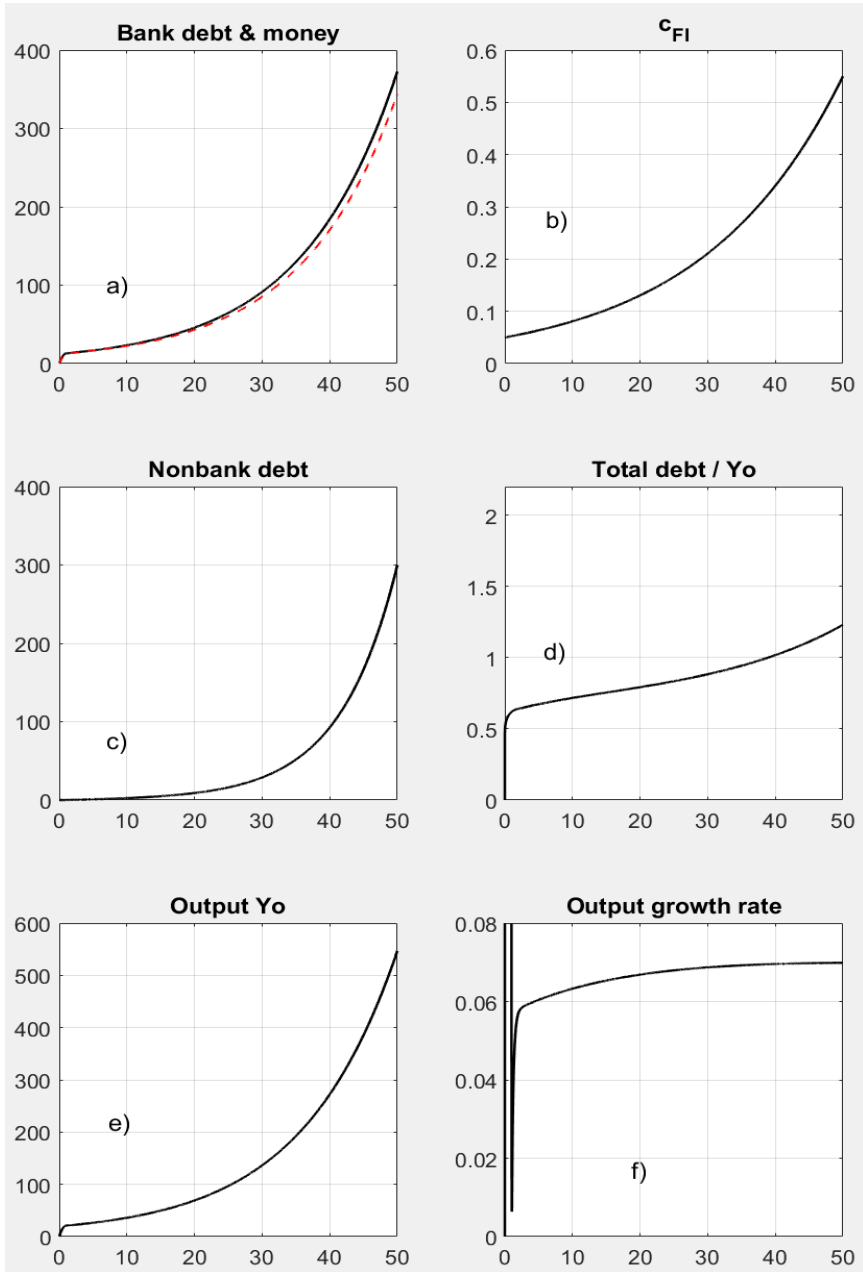 Bank debt & money
400
300
200
100
0
a)
0 10 20 30 40 50
c_FI
0.6
0.5
0.4
0.3
0.2
0.1
0
b)
0 10 20 30 40 50
Nonbank debt
400
300
200
100
0
c)
0 10 20 30 40 50
Total debt / Yo
2
1.5
1
0.5
0
d)
0 10 20 30 40 50
Output Yo
600
500
400
300
200
100
0
e)
0 10 20 30 40 50
Output growth rate
0.08
0.06
0.04
0.02
0
f)
0 10 20 30 40 50